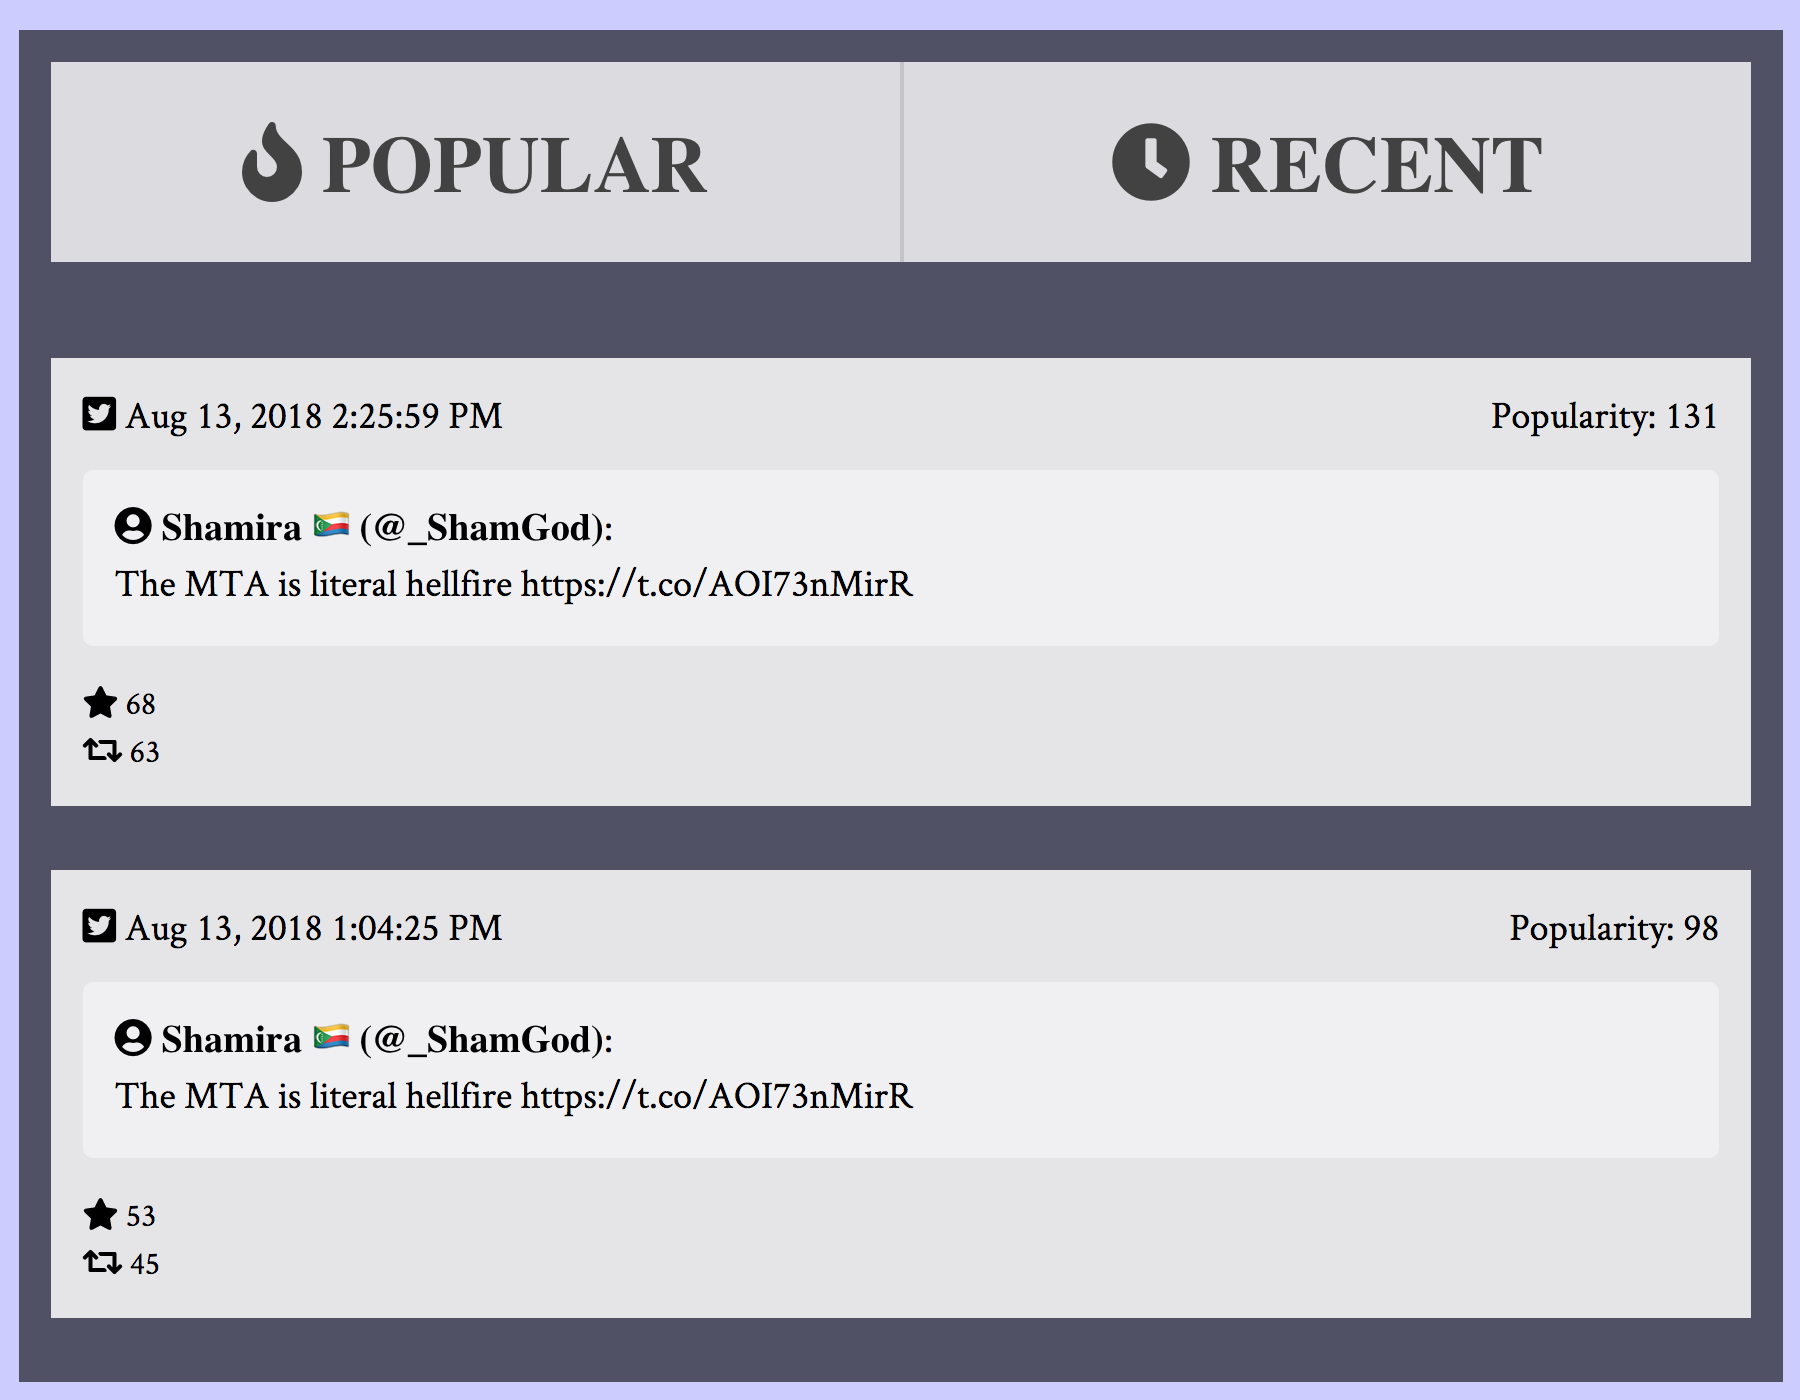 POPULAR
RECENT
Aug 13, 2018 2:25:59 PM
Popularity: 131
Shamira 🇰🇲 (@_ShamGod):
The MTA is literal hellfire https://t.co/AOI73nMirR
68
63
Aug 13, 2018 1:04:25 PM
Popularity: 98
Shamira 🇰🇲 (@_ShamGod):
The MTA is literal hellfire https://t.co/AOI73nMirR
53
45